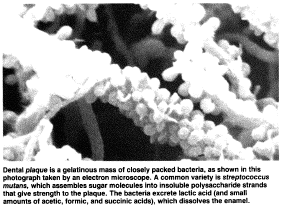 Dental plaque is a gelatinous mass of closely packed bacteria, as shown in this
photograph taken by an electron microscope. A common variety is streptococcus
mutans, which assembles sugar molecules into insoluble polysaccharide strands
that give strength to the plaque. The bacteria excrete lactic acid (and small
amounts of acetic, formic, and succinic acids), which dissolves the enamel.